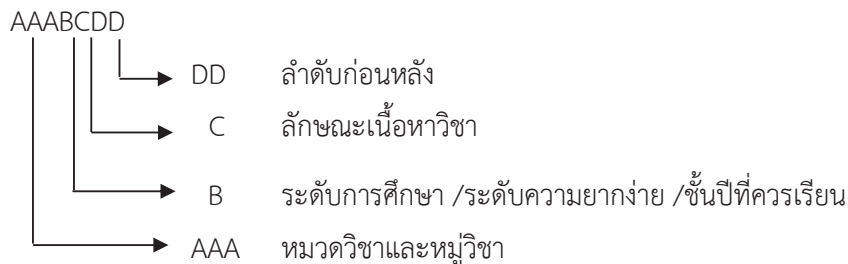 AAABCDD
DD ลำดับก่อนหลัง
C ลักษณะเนื้อหาวิชา
B ระดับการศึกษา /ระดับความยากง่าย /ชั้นปีที่ควรเรียน
AAA หมวดวิชาและหมู่วิชา